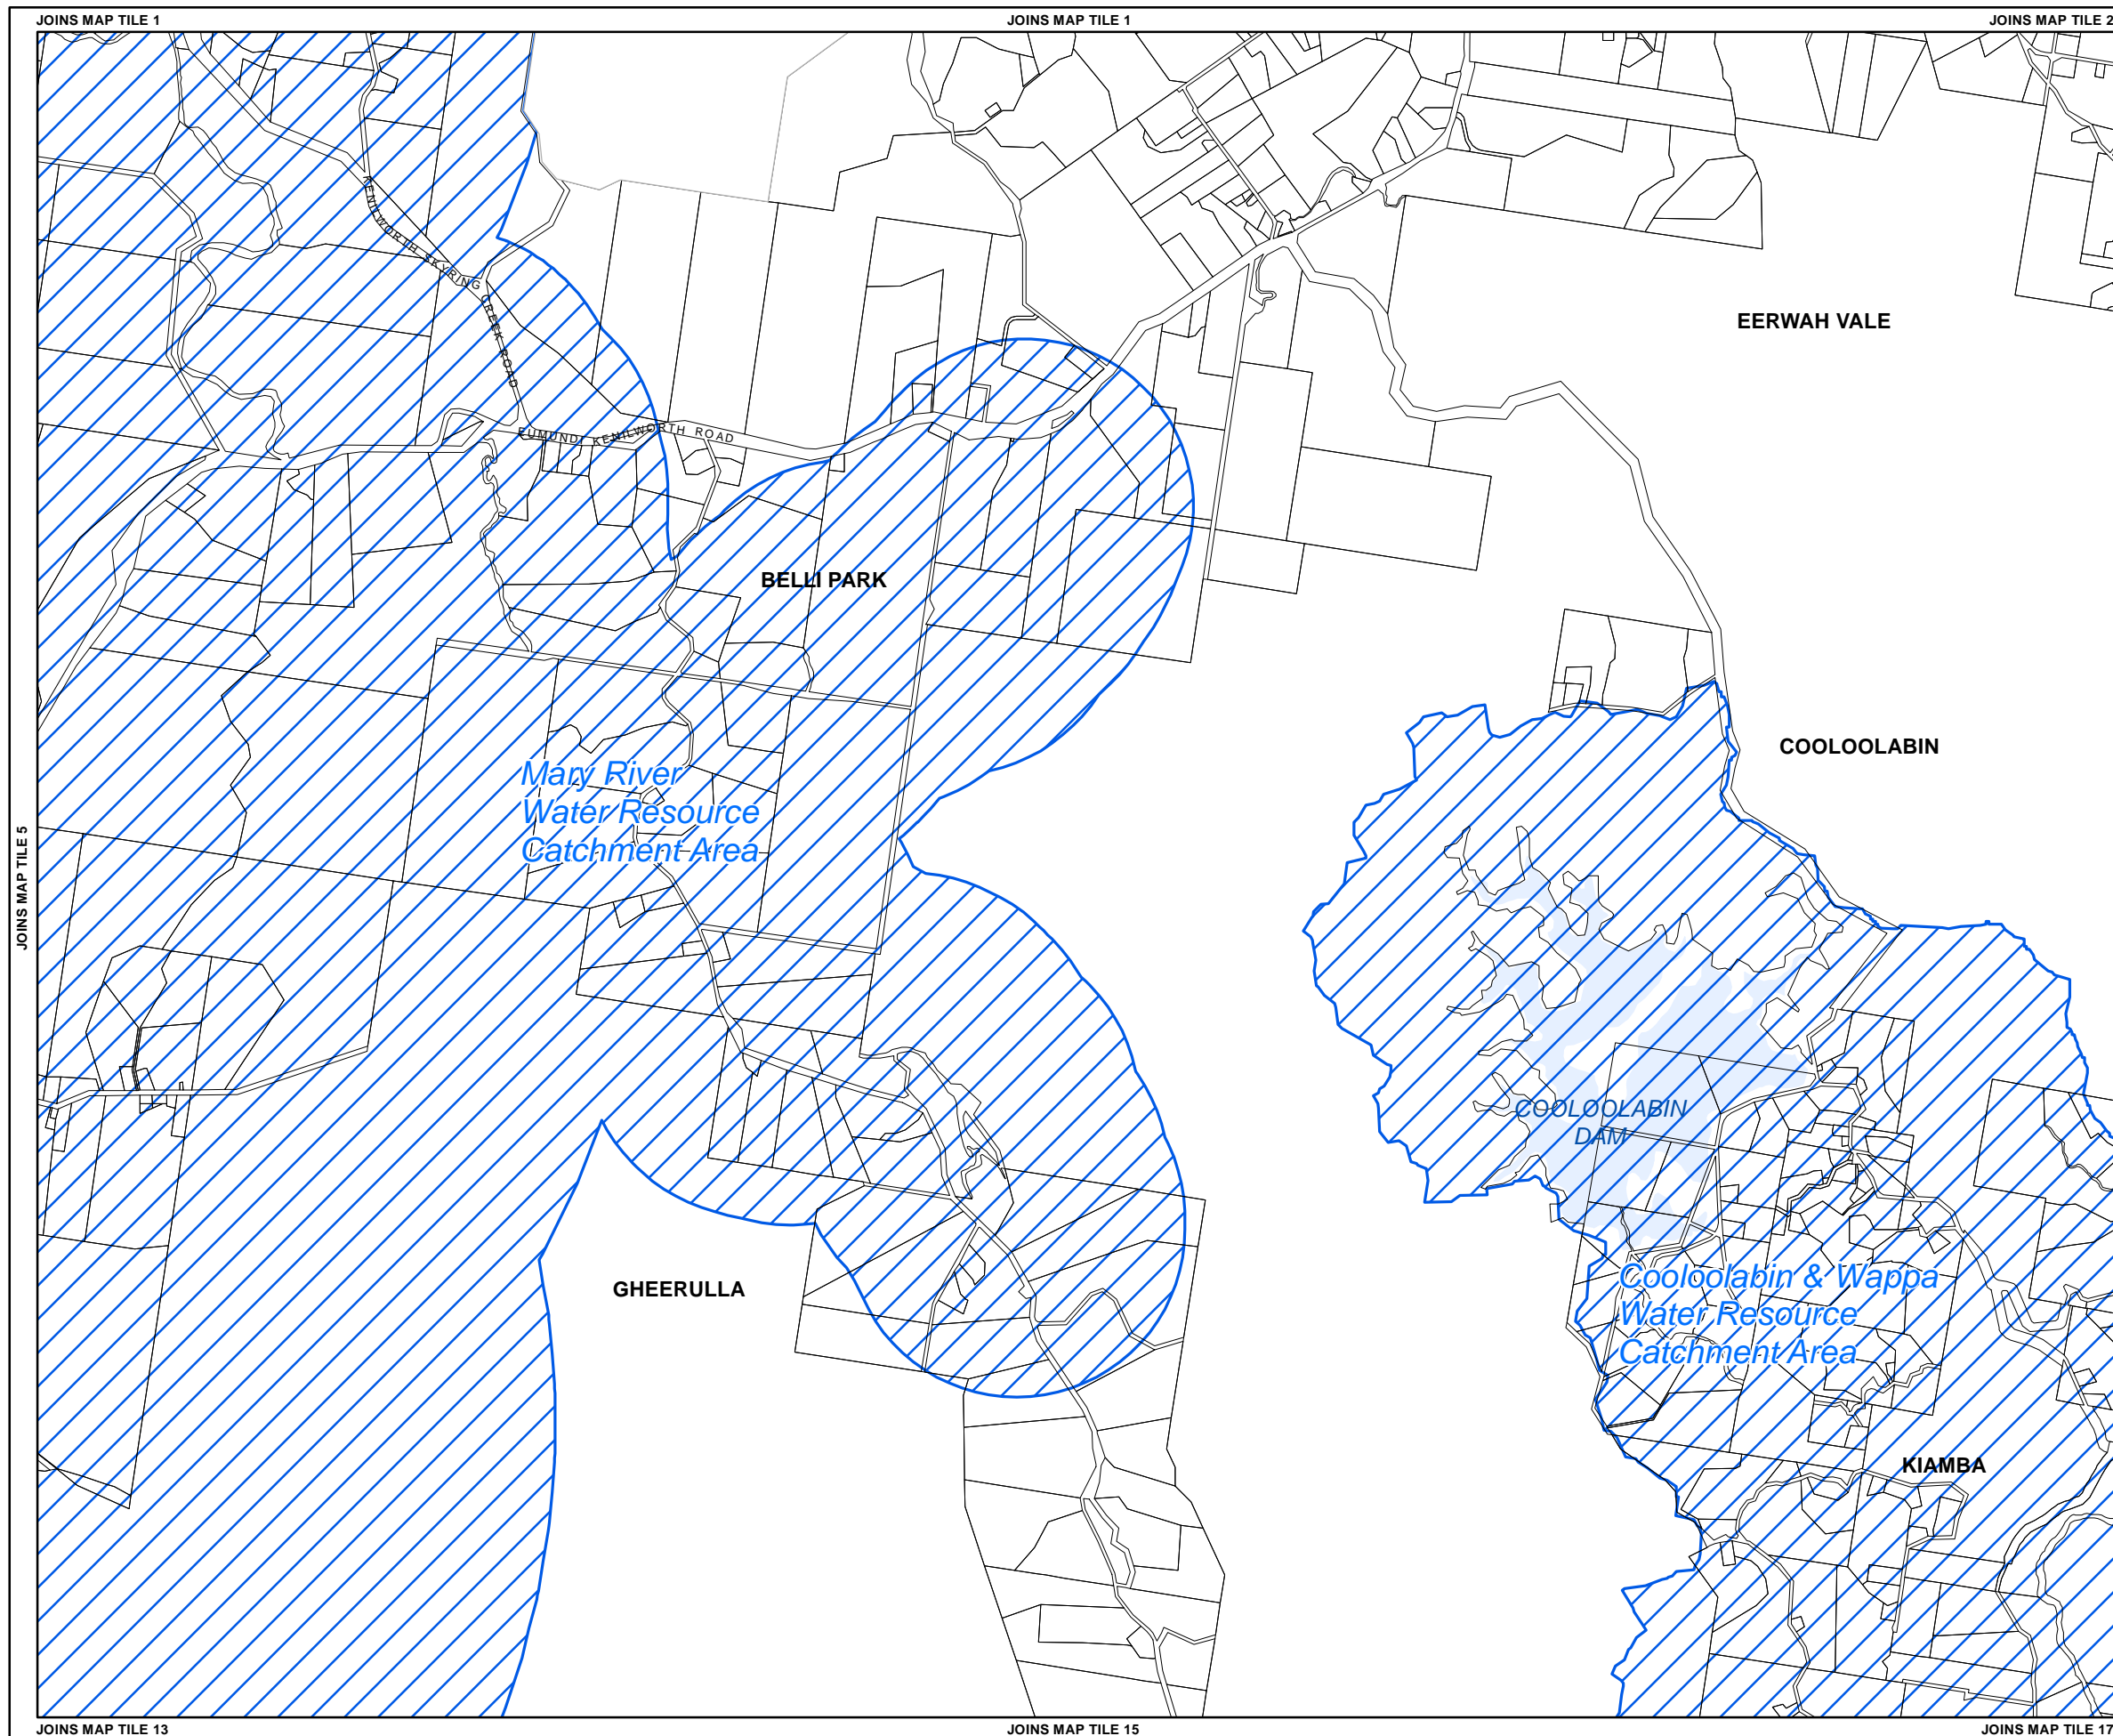 JOINS MAP TILE 1
JOINS MAP TILE 1
JOINS MAP TILE 2
KENILWORTH SKYRING CREEK ROAD
EERWAH VALE
EUMUNDI KENILWORTH ROAD
BELLI PARK
COOLOOLABIN
Mary River
Water Resource
Catchment Area
JOINS MAP TILE 5
COOLOOLABIN
DAM
GHEERULLA
Cooloolabin & Wappa
Water Resource
Catchment Area
KIAMBA
JOINS MAP TILE 13
JOINS MAP TILE 15
JOINS MAP TILE 17